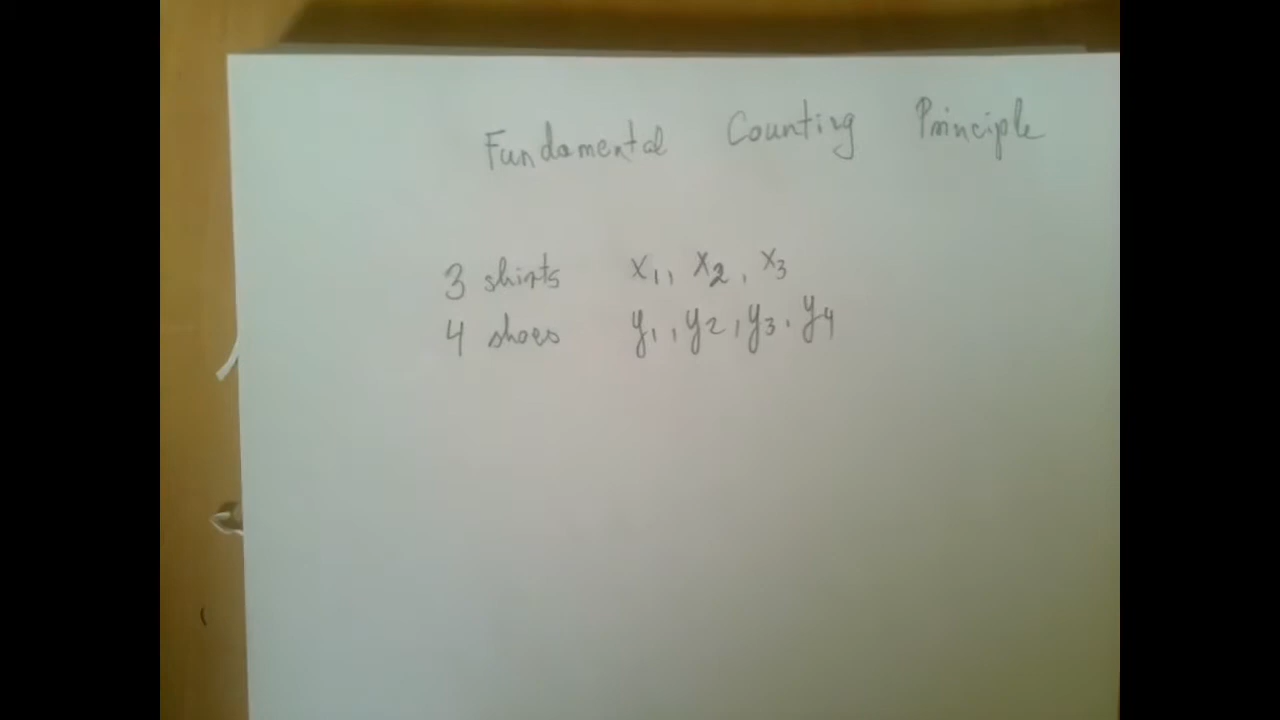 Fundamental Counting Principle
3 shirts x1, x2, x3
4 shoes y1, y2, y3, y4